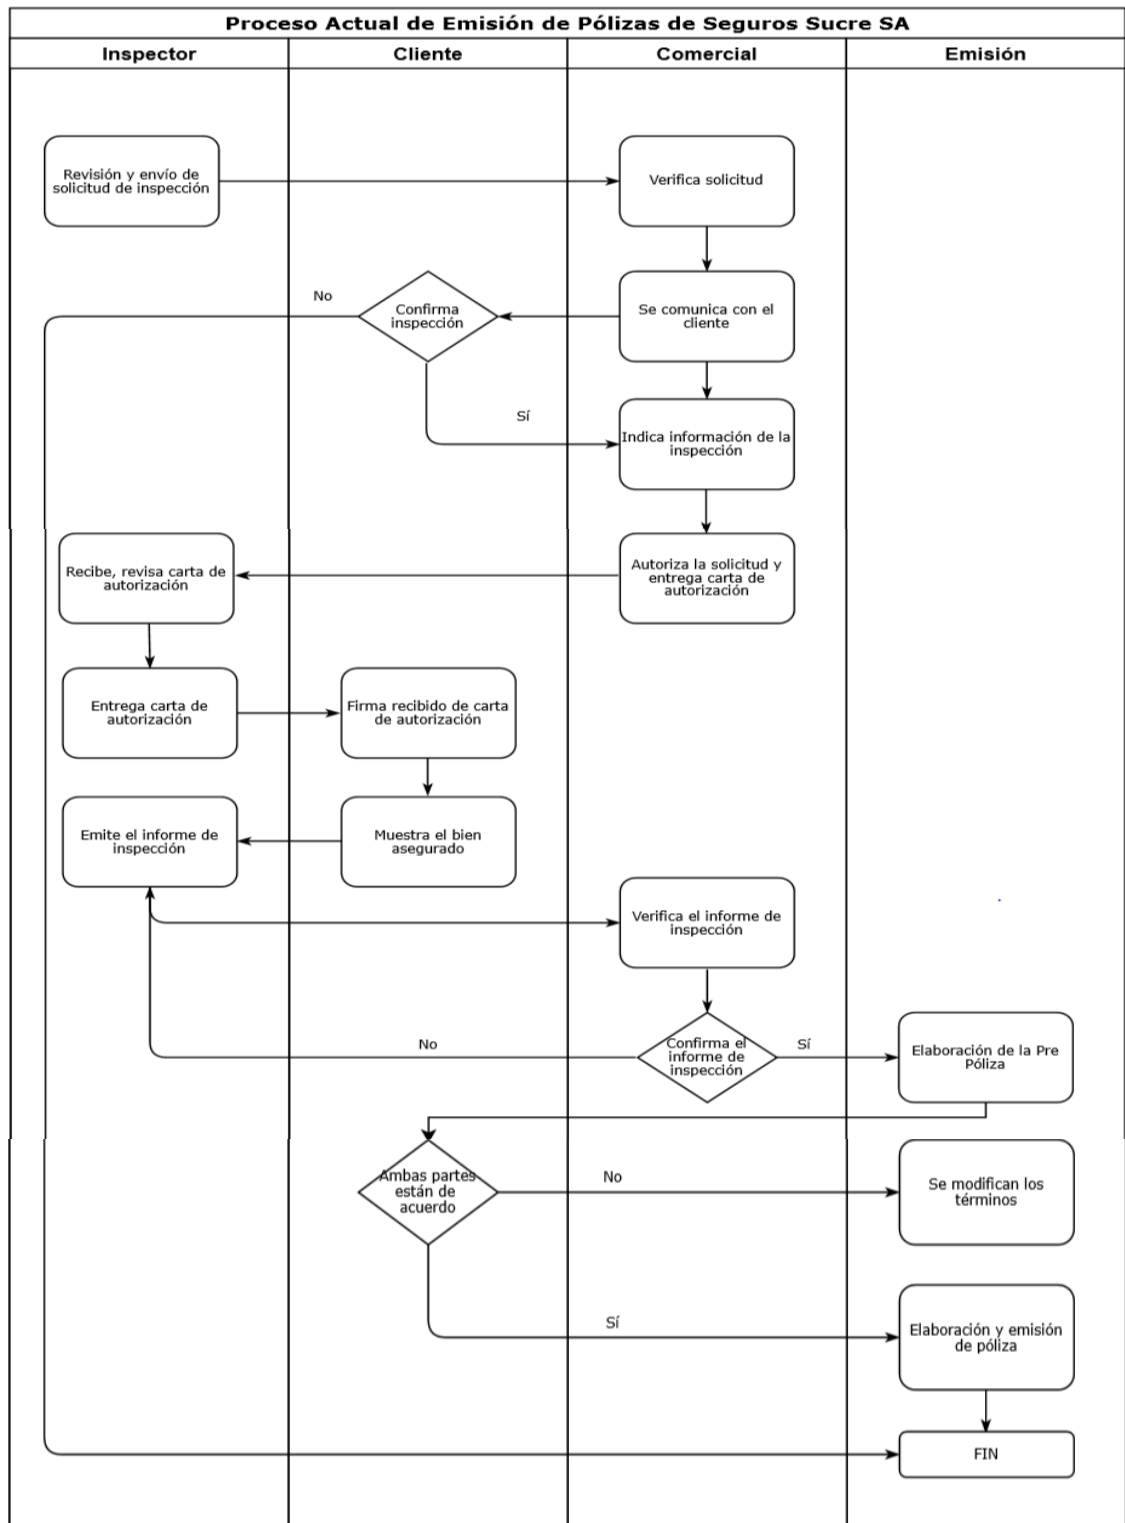 Proceso Actual de Emisión de Pólizas de Seguros Sucre SA
Inspector
Cliente
Comercial
Emisión
Revisión y envío de
solicitud de inspección
Verifica solicitud
No
Confirma
inspección
Se comunica con el
cliente
Sí
Indica información de la
inspección
Recibe, revisa carta de
autorización
Autoriza la solicitud y
entrega carta de
autorización
Entrega carta de
autorización
Firma recibido de carta
de autorización
Emite el informe de
inspección
Muestra el bien
asegurado
Verifica el informe de
inspección
No
Confirma el
informe de
inspección
Sí
Elaboración de la Pre
Póliza
Ambas partes
están de
acuerdo
No
Se modifican los
términos
Sí
Elaboración y emisión
de póliza
FIN